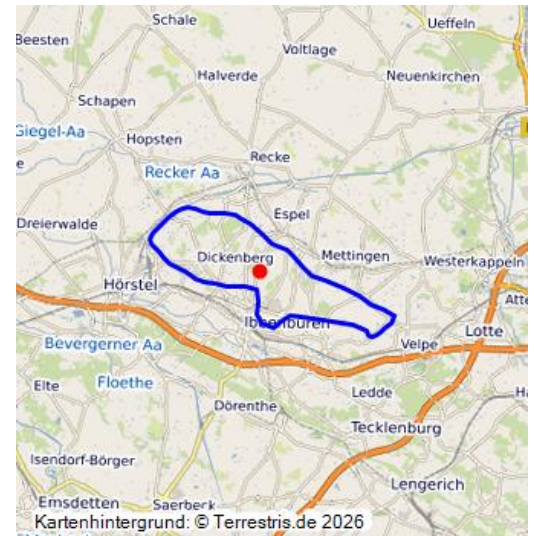 Schale
Ueffeln
Beesten
Voltlage
Halverde
Neuenkirchen
Schapen
Giegel-Aa
Hopsten
Recke
Recker Aa
Espel
Dreierwalde
Dickenberg
Mettingen
Westerkappeln
Hörstel
Atte
Ibbenbüren
Lotte
Bevergerner Aa
Velpe
Elte
Floethe
Ledde
Ha
Dörenthe
Tecklenburg
Isendorf-Börger
Lengerich
Emsdetten
Saerbeck
Kartenhintergrund: © Terrestris.de 2026